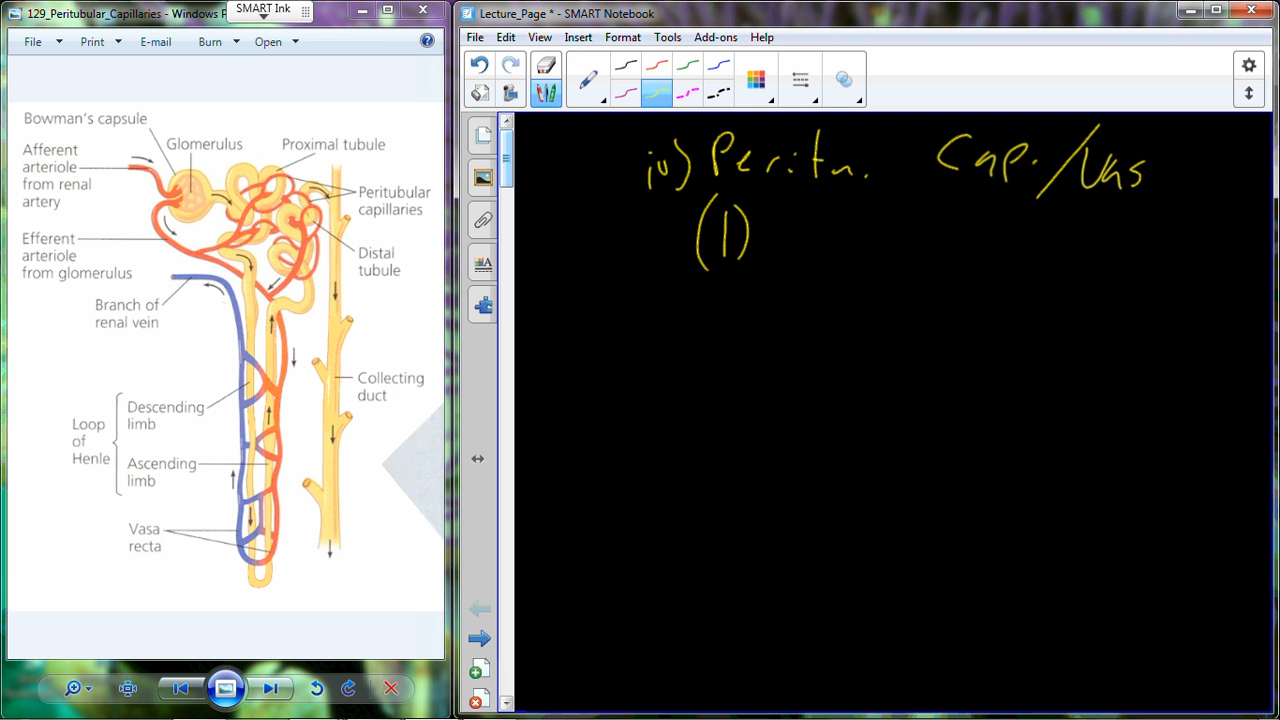 129_Peritubular_Capillaries - Windows P
SMART Ink
File Print E-mail Burn Open
Bowman's capsule
Glomerulus
Proximal tubule
Afferent
arteriole
from renal
artery
Peritubular
capillaries
Efferent
arteriole
from glomerulus
Distal
tubule
Branch of
renal vein
Collecting
duct
Descending
limb
Loop
of
Henle
Ascending
limb
Vasa
recta
Lecture_Page * - SMART Notebook
File Edit View Insert Format Tools Add-ons Help
iv) Peritu. Cap./Vas
(1)